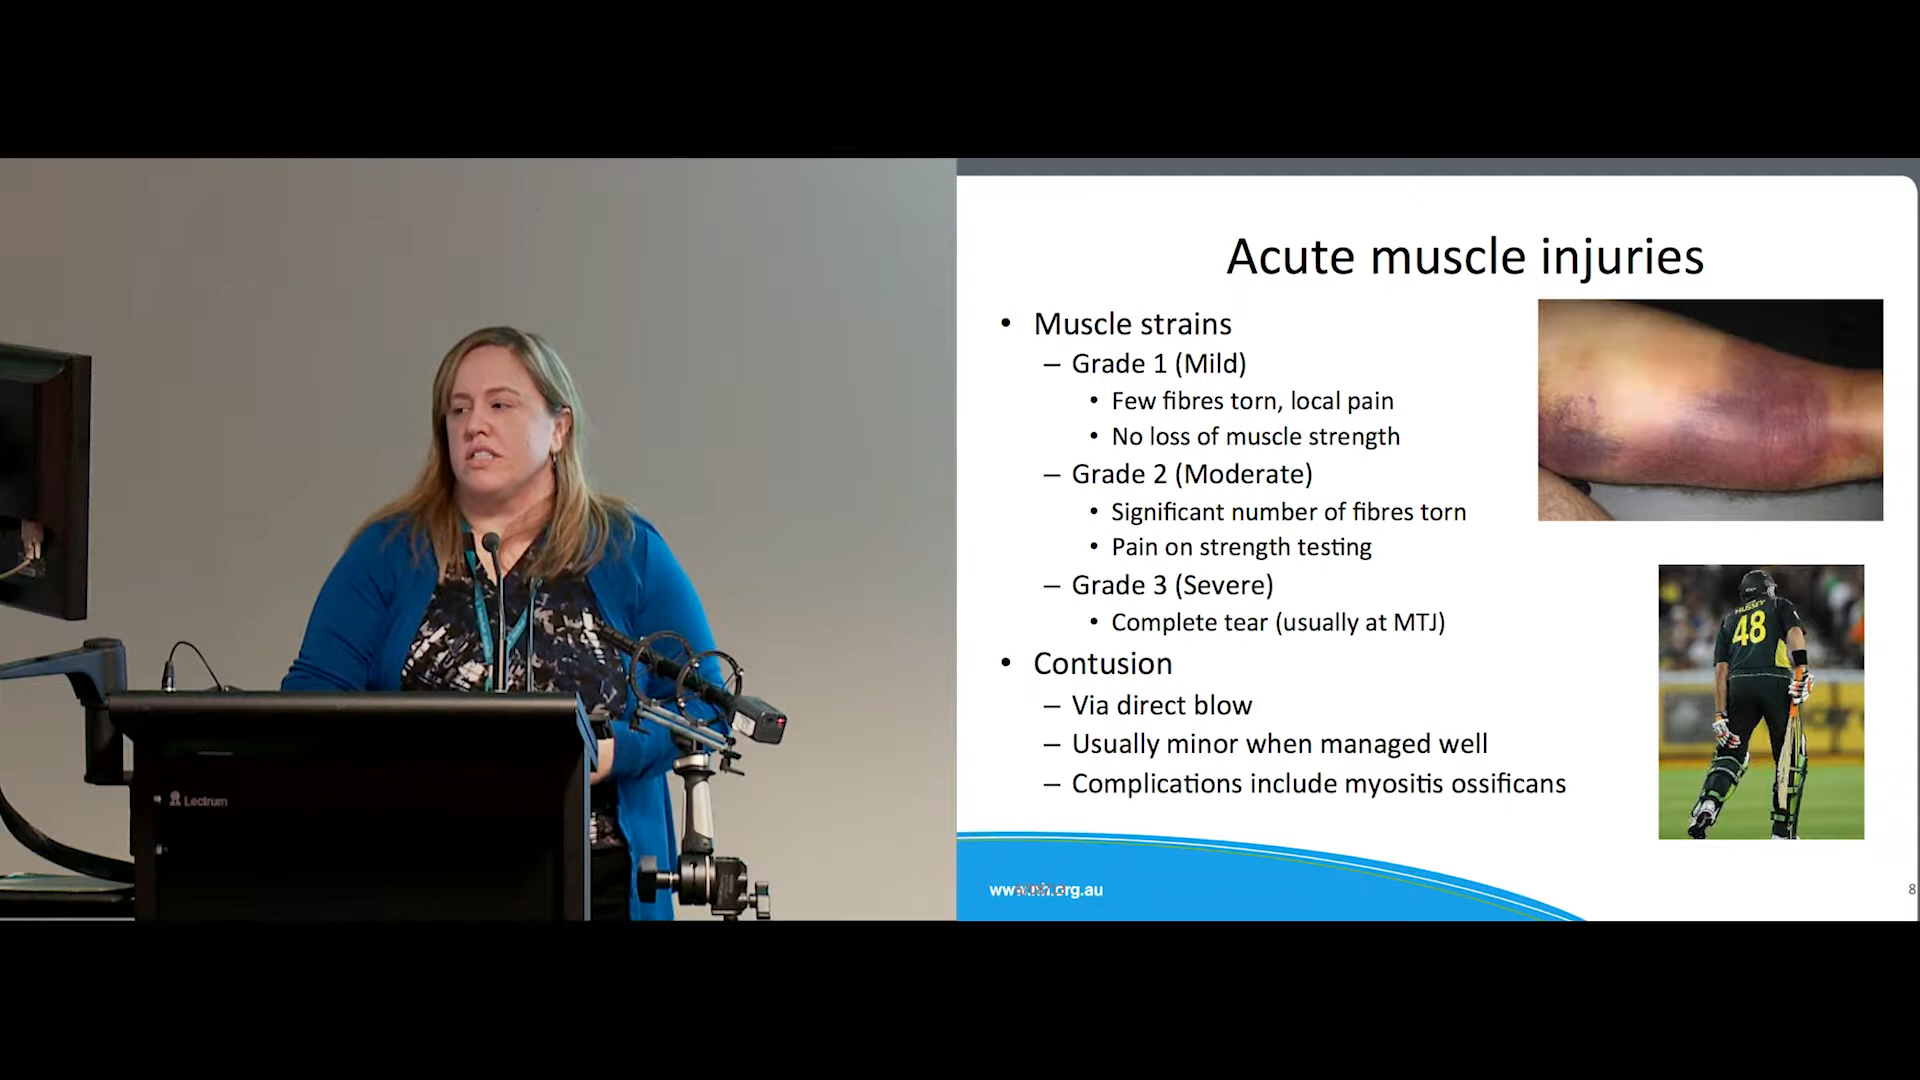 Acute muscle injuries
• Muscle strains
– Grade 1 (Mild)
• Few fibres torn, local pain
• No loss of muscle strength
– Grade 2 (Moderate)
• Significant number of fibres torn
• Pain on strength testing
– Grade 3 (Severe)
• Complete tear (usually at MTJ)
• Contusion
– Via direct blow
– Usually minor when managed well
– Complications include myositis ossificans
HUSSEY
48
Lectrum
8